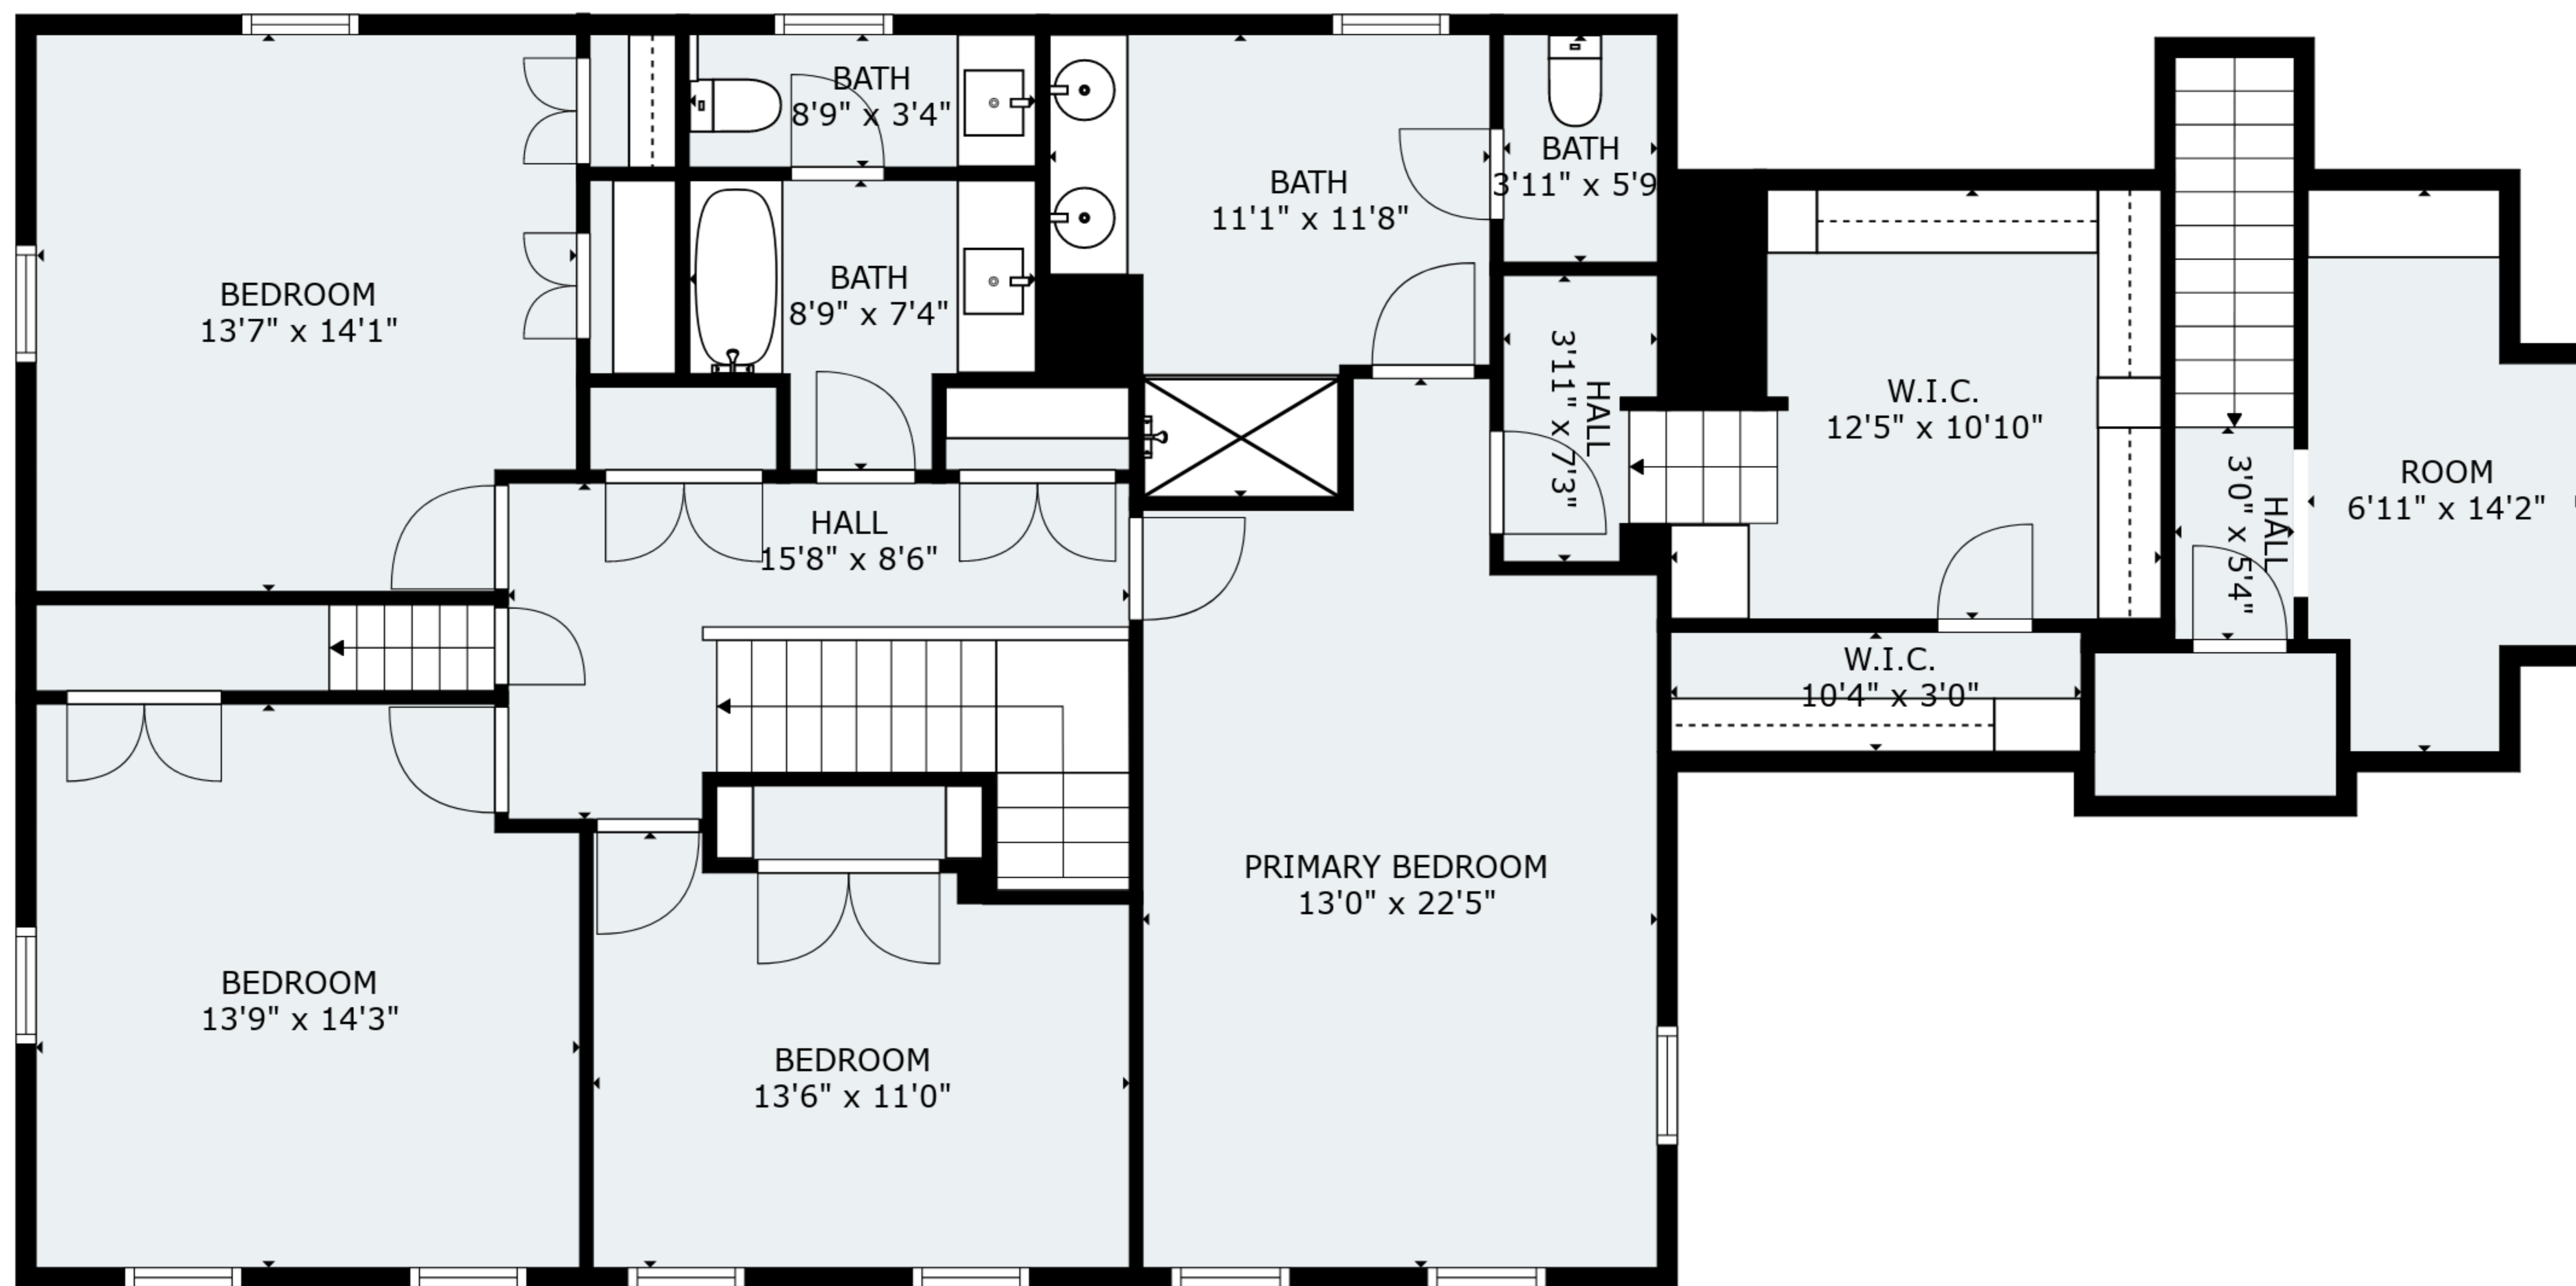 BATH
8'9" x 3'4"
BATH
3'11" x 5'9
BATH
11'1" x 11'8"
BEDROOM
13'7" x 14'1"
BATH
8'9" x 7'4"
HALL
3'11" x 7'3"
W.I.C.
12'5" x 10'10"
HALL
3'0" x 5'4"
ROOM
6'11" x 14'2"
HALL
15'8" x 8'6"
W.I.C.
10'4" x 3'0"
PRIMARY BEDROOM
13'0" x 22'5"
BEDROOM
13'9" x 14'3"
BEDROOM
13'6" x 11'0"